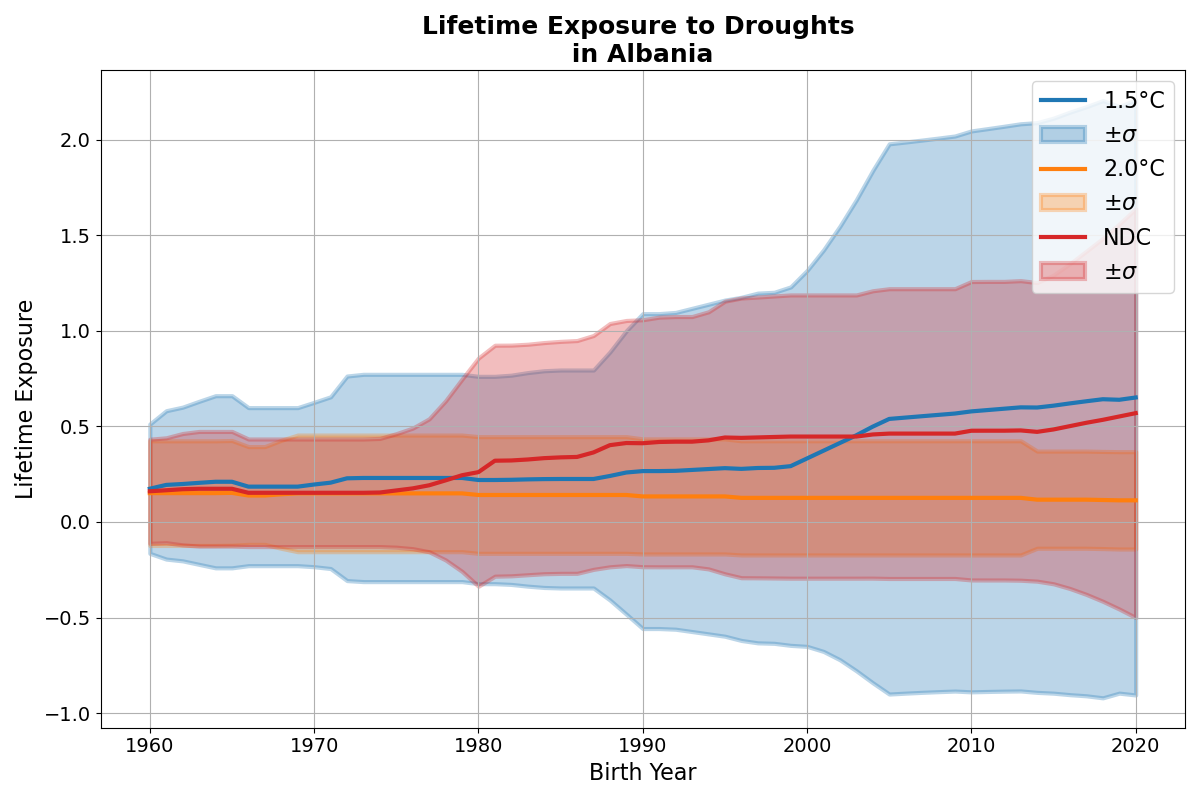 Lifetime Exposure to Droughts
in Albania
1.5°C
±σ
2.0°C
±σ
NDC
±σ
Lifetime Exposure
2.0
1.5
1.0
0.5
0.0
−0.5
−1.0
1960 1970 1980 1990 2000 2010 2020
Birth Year